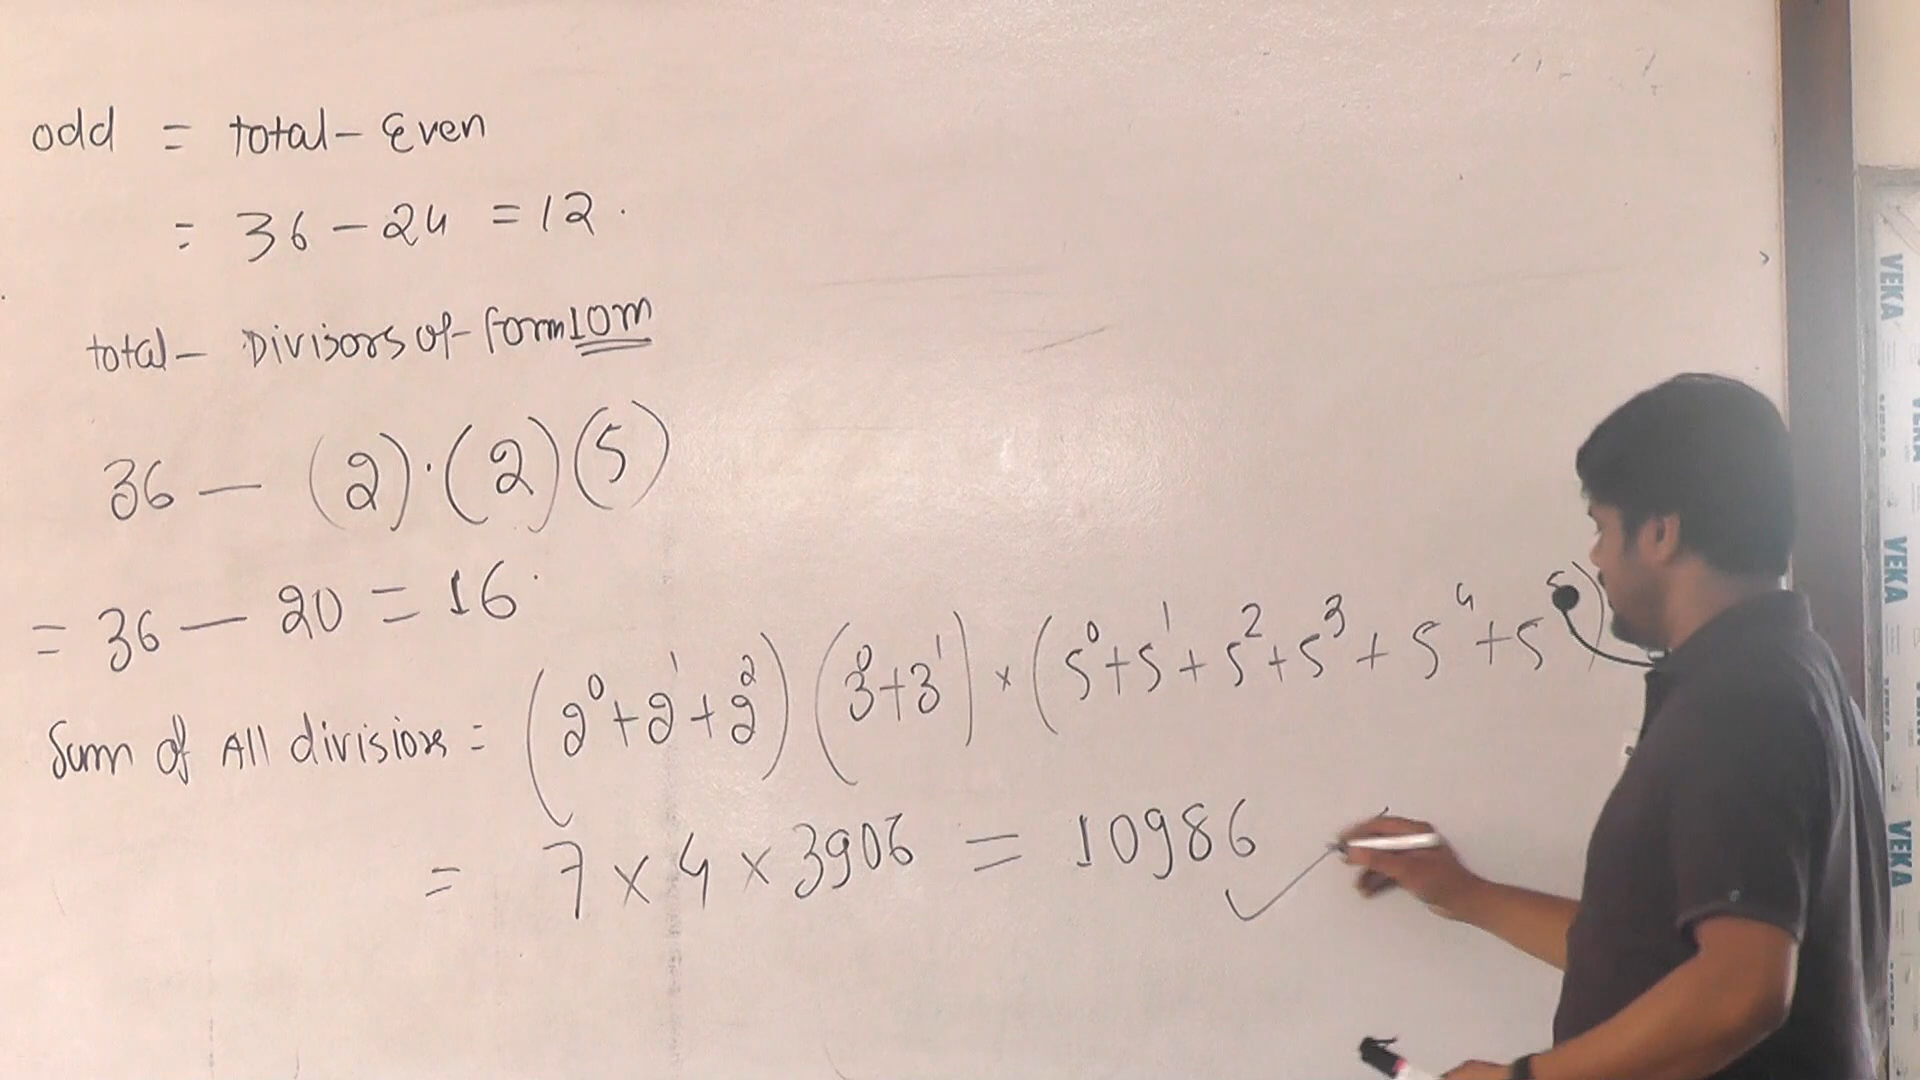 odd = total - Even
= 36 - 24 = 12.
total - Divisors of form 10m
36 - (2)·(2)(5)
= 36 - 20 = 16.
Sum of All divisiors = (2⁰+2¹+2²)(3⁰+3¹)×(5⁰+5¹+5²+5³+5⁴+5⁵)
= 7 × 4 × 3906 = 10986
VEKA
VEKA
VEKA
VEKA